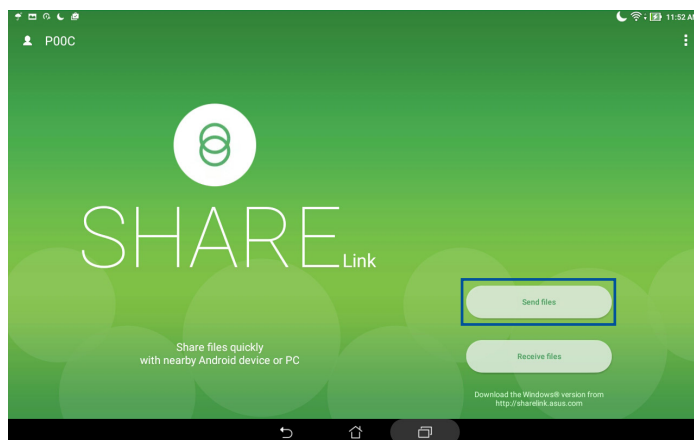 11:52 AM
P00C
SHARE Link
Send files
Share files quickly
with nearby Android device or PC
Receive files
Download the Windows® version from
http://sharelink.asus.com